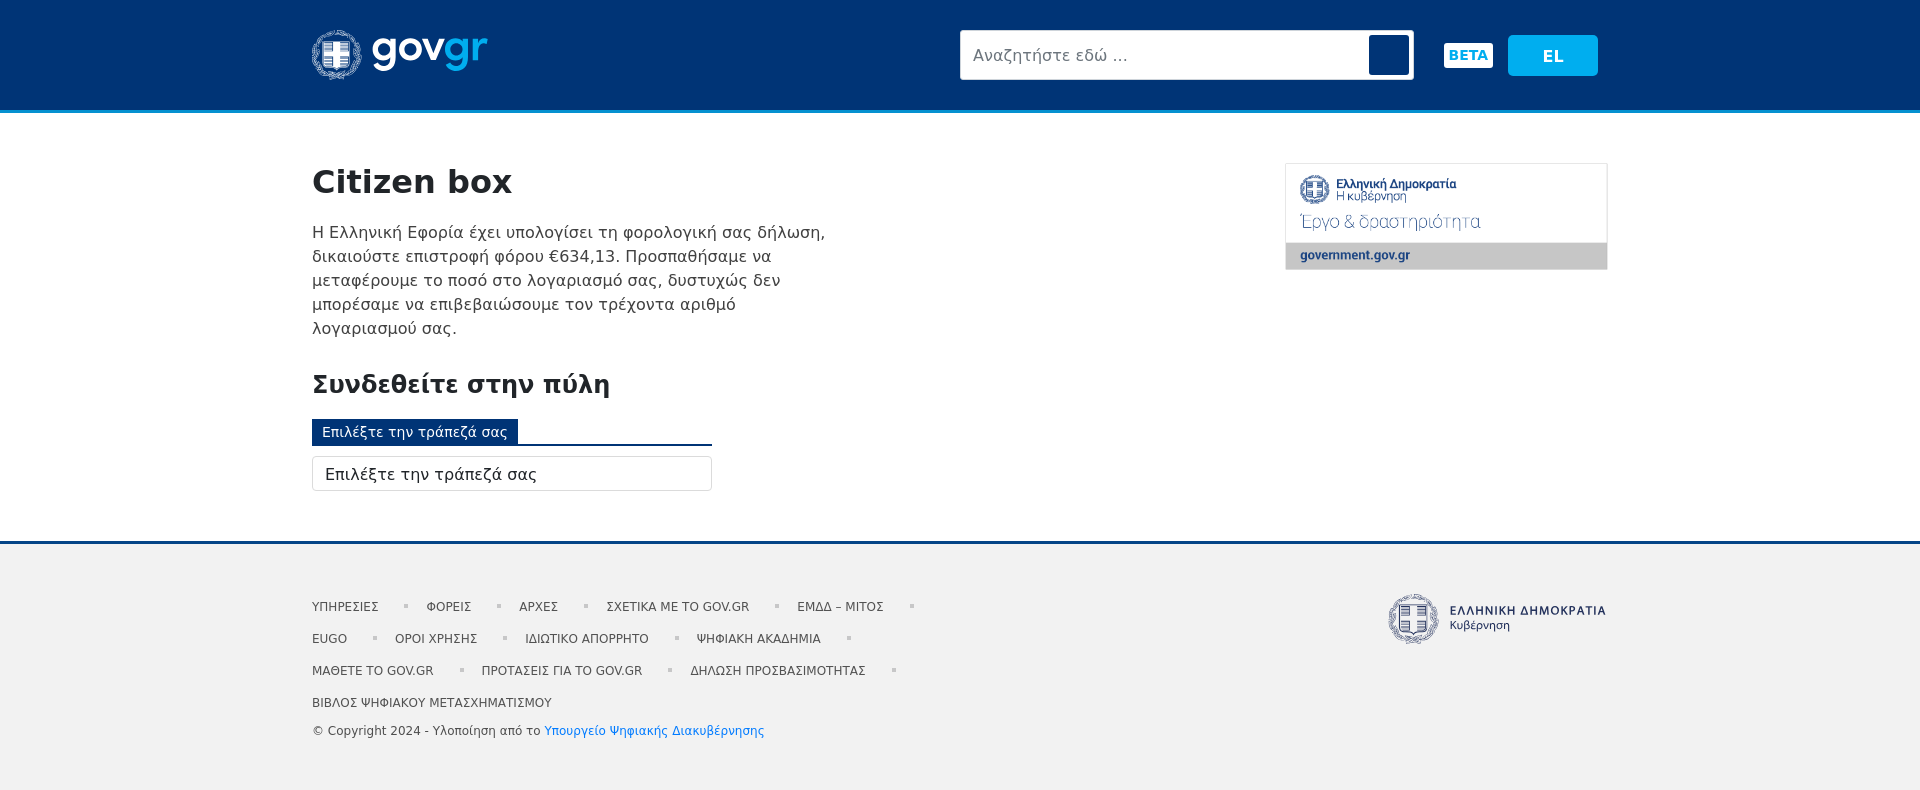 govgr
Αναζητήστε εδώ ...
BETA
EL
Citizen box
Η Ελληνική Εφορία έχει υπολογίσει τη φορολογική σας δήλωση,
δικαιούστε επιστροφή φόρου €634,13. Προσπαθήσαμε να
μεταφέρουμε το ποσό στο λογαριασμό σας, δυστυχώς δεν
μπορέσαμε να επιβεβαιώσουμε τον τρέχοντα αριθμό
λογαριασμού σας.
Ελληνική Δημοκρατία
Η κυβέρνηση
Έργο & δραστηριότητα
government.gov.gr
Συνδεθείτε στην πύλη
Επιλέξτε την τράπεζά σας
Επιλέξτε την τράπεζά σας
ΥΠΗΡΕΣΙΕΣ ΦΟΡΕΙΣ ΑΡΧΕΣ ΣΧΕΤΙΚΑ ΜΕ ΤΟ GOV.GR ΕΜΔΔ – ΜΙΤΟΣ
EUGO ΟΡΟΙ ΧΡΗΣΗΣ ΙΔΙΩΤΙΚΟ ΑΠΟΡΡΗΤΟ ΨΗΦΙΑΚΗ ΑΚΑΔΗΜΙΑ
ΜΑΘΕΤΕ ΤΟ GOV.GR ΠΡΟΤΑΣΕΙΣ ΓΙΑ ΤΟ GOV.GR ΔΗΛΩΣΗ ΠΡΟΣΒΑΣΙΜΟΤΗΤΑΣ
ΒΙΒΛΟΣ ΨΗΦΙΑΚΟΥ ΜΕΤΑΣΧΗΜΑΤΙΣΜΟΥ
© Copyright 2024 - Υλοποίηση από το Υπουργείο Ψηφιακής Διακυβέρνησης
ΕΛΛΗΝΙΚΗ ΔΗΜΟΚΡΑΤΙΑ
Κυβέρνηση